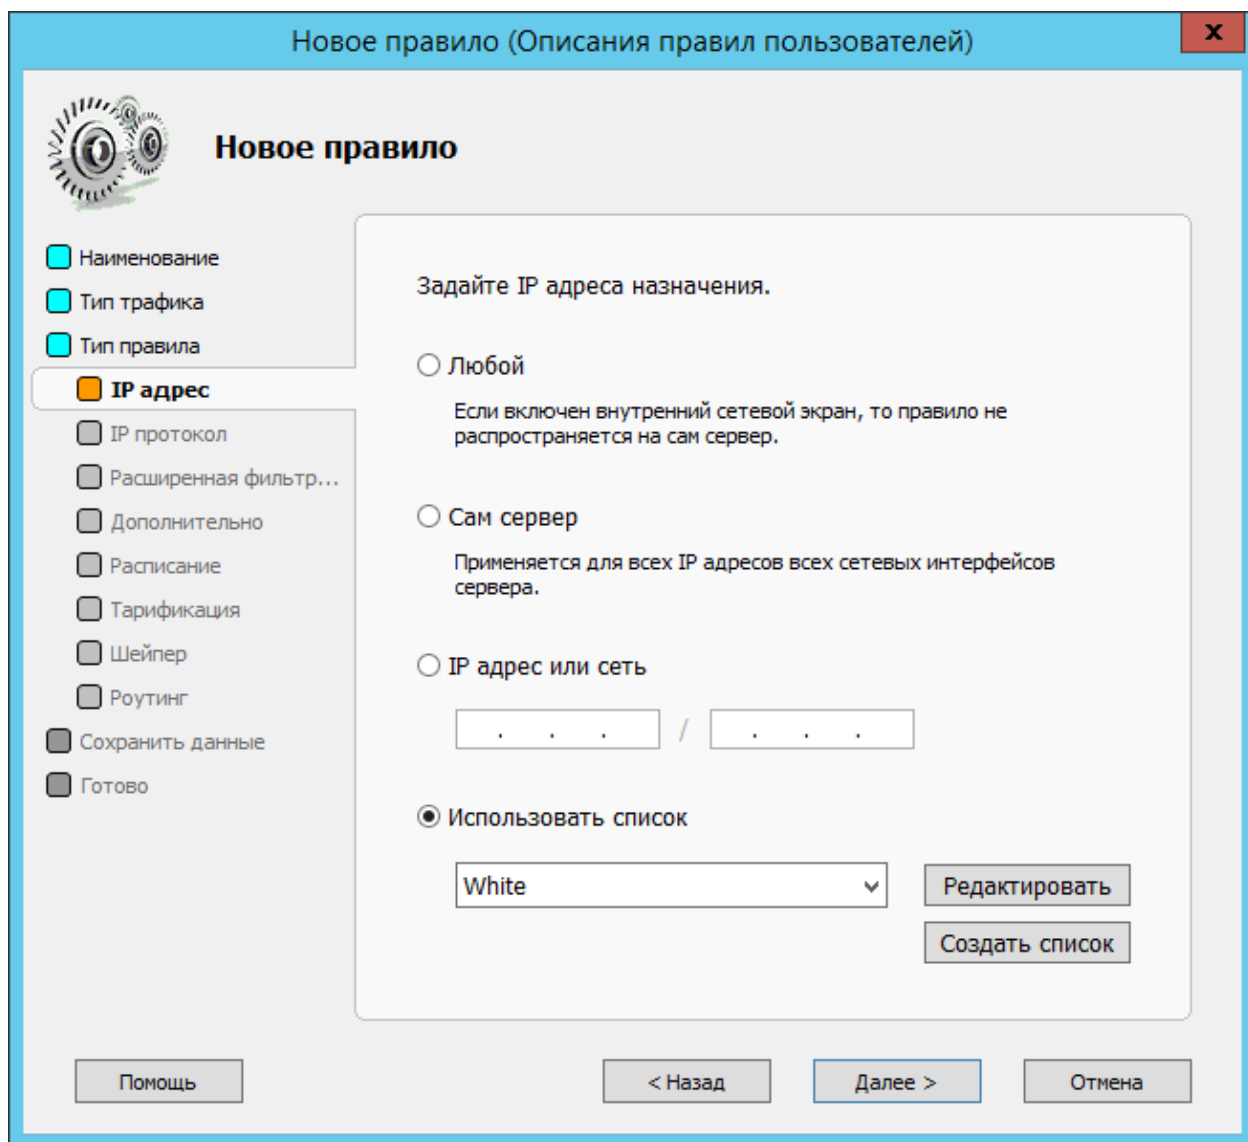 Новое правило (Описания правил пользователей)
x
Новое правило
Наименование
Тип трафика
Тип правила
IP адрес
IP протокол
Расширенная фильтр...
Дополнительно
Расписание
Тарификация
Шейпер
Роутинг
Сохранить данные
Готово
Задайте IP адреса назначения.
Любой
Если включен внутренний сетевой экран, то правило не
распространяется на сам сервер.
Сам сервер
Применяется для всех IP адресов всех сетевых интерфейсов
сервера.
IP адрес или сеть
. . . / . . .
Использовать список
White
Редактировать
Создать список
Помощь
< Назад
Далее >
Отмена